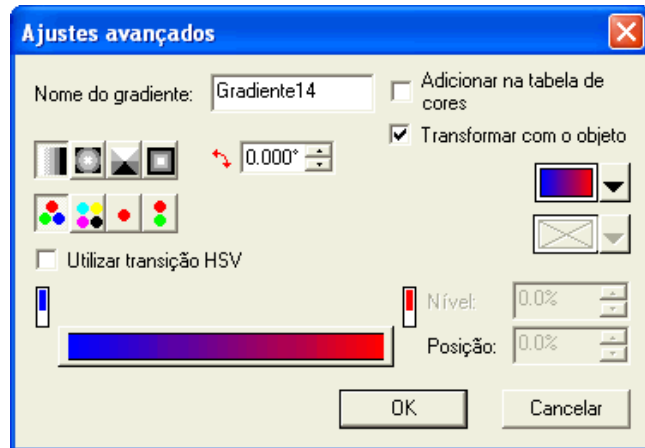 Ajustes avançados
Nome do gradiente:
Gradiente14
Adicionar na tabela de
cores
Transformar com o objeto
0.000°
Utilizar transição HSV
Nível:
0.0%
Posição:
0.0%
OK
Cancelar